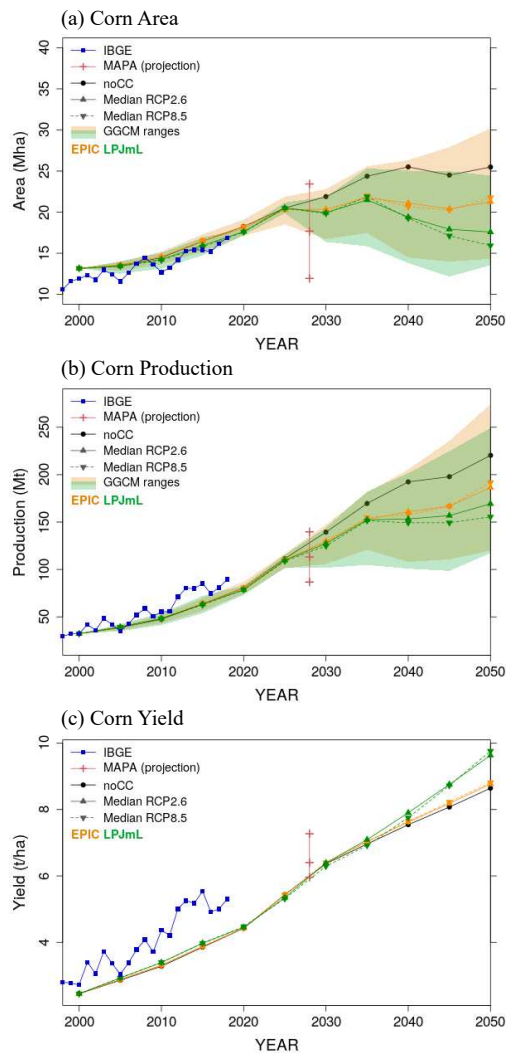 (a) Corn Area
IBGE
MAPA (projection)
noCC
Median RCP2.6
Median RCP8.5
GGCM ranges
EPIC LPJmL
Area (Mha)
40
35
30
25
20
15
10
2000 2010 2020 2030 2040 2050
YEAR
(b) Corn Production
IBGE
MAPA (projection)
noCC
Median RCP2.6
Median RCP8.5
GGCM ranges
EPIC LPJmL
Production (Mt)
250
200
150
100
50
2000 2010 2020 2030 2040 2050
YEAR
(c) Corn Yield
IBGE
MAPA (projection)
noCC
Median RCP2.6
Median RCP8.5
EPIC LPJmL
Yield (t/ha)
10
8
6
4
2000 2010 2020 2030 2040 2050
YEAR